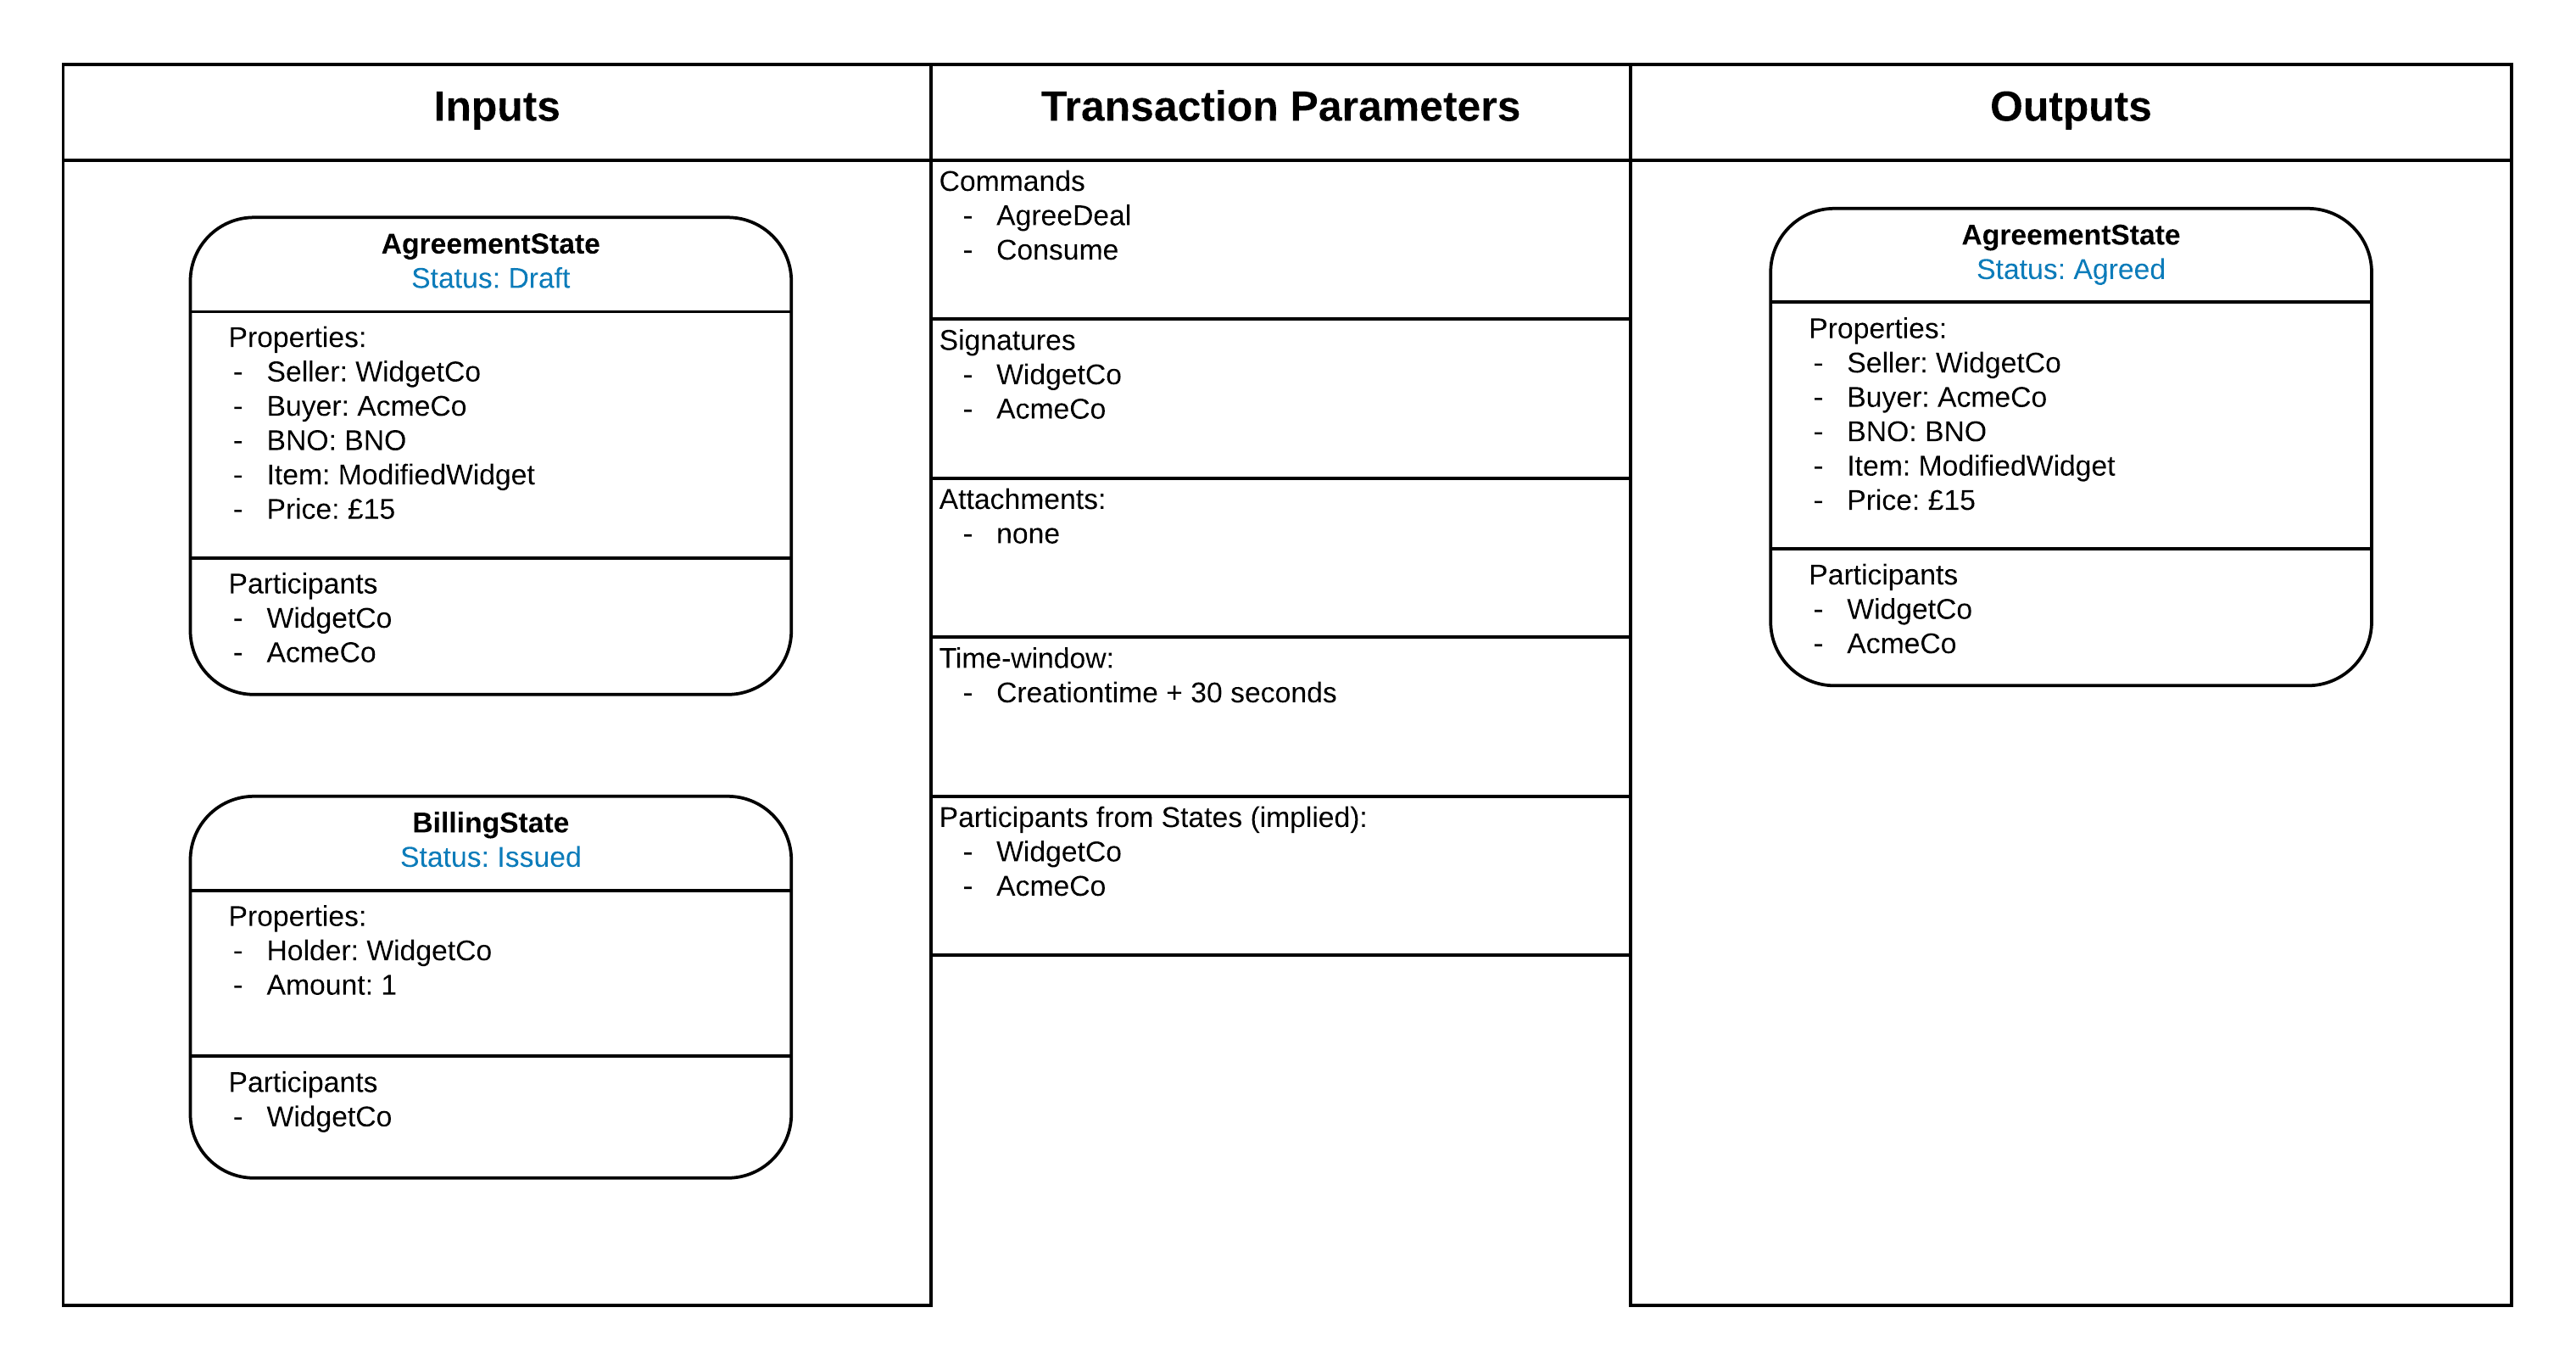 Inputs
Transaction Parameters
Outputs
AgreementState
Status: Draft
Properties:
- Seller: WidgetCo
- Buyer: AcmeCo
- BNO: BNO
- Item: ModifiedWidget
- Price: £15
Participants
- WidgetCo
- AcmeCo
BillingState
Status: Issued
Properties:
- Holder: WidgetCo
- Amount: 1
Participants
- WidgetCo
Commands
- AgreeDeal
- Consume
Signatures
- WidgetCo
- AcmeCo
Attachments:
- none
Time-window:
- Creationtime + 30 seconds
Participants from States (implied):
- WidgetCo
- AcmeCo
AgreementState
Status: Agreed
Properties:
- Seller: WidgetCo
- Buyer: AcmeCo
- BNO: BNO
- Item: ModifiedWidget
- Price: £15
Participants
- WidgetCo
- AcmeCo